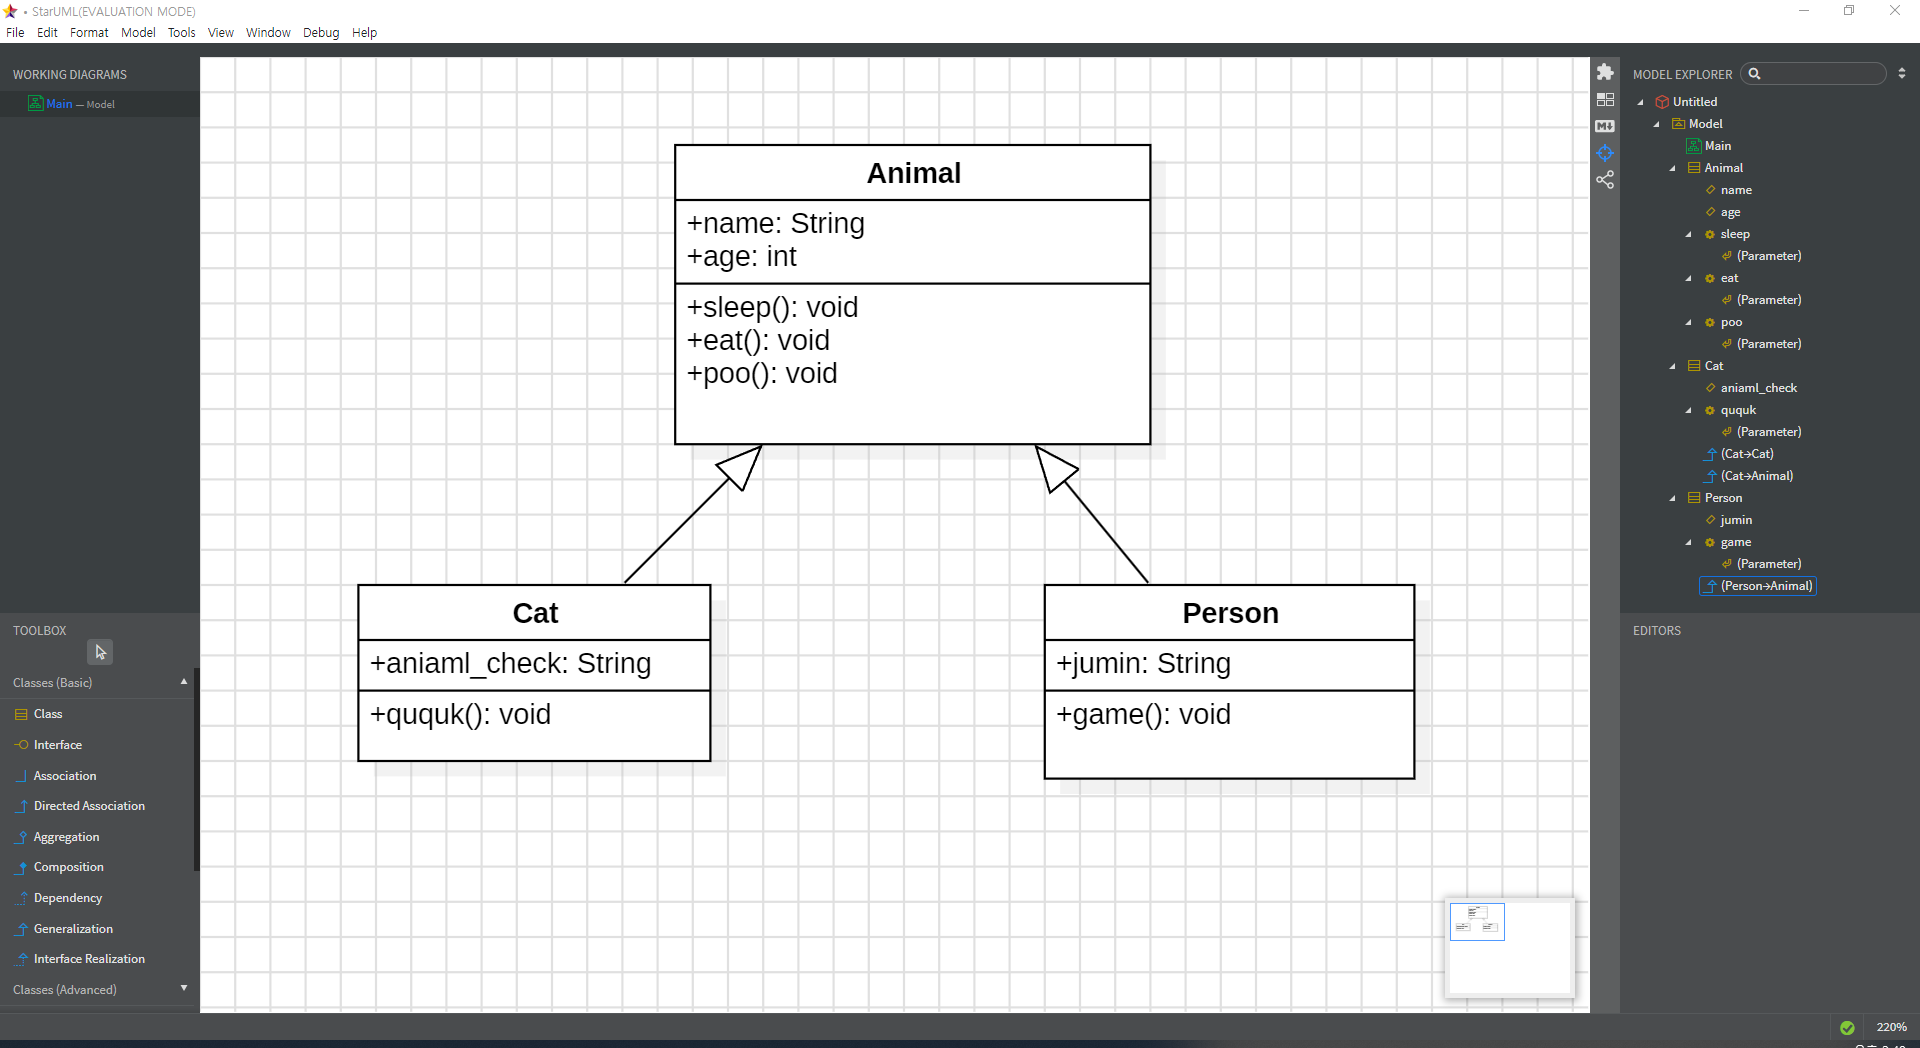 StarUML(EVALUATION MODE)
File Edit Format Model Tools View Window Debug Help
WORKING DIAGRAMS
Main — Model
TOOLBOX
Classes (Basic)
Class
Interface
Association
Directed Association
Aggregation
Composition
Dependency
Generalization
Interface Realization
Classes (Advanced)
Animal
+name: String
+age: int
+sleep(): void
+eat(): void
+poo(): void
Cat
+aniaml_check: String
+ququk(): void
Person
+jumin: String
+game(): void
MODEL EXPLORER
Untitled
Model
Main
Animal
name
age
sleep
(Parameter)
eat
(Parameter)
poo
(Parameter)
Cat
aniaml_check
ququk
(Parameter)
(Cat→Cat)
(Cat→Animal)
Person
jumin
game
(Parameter)
(Person→Animal)
EDITORS
220%